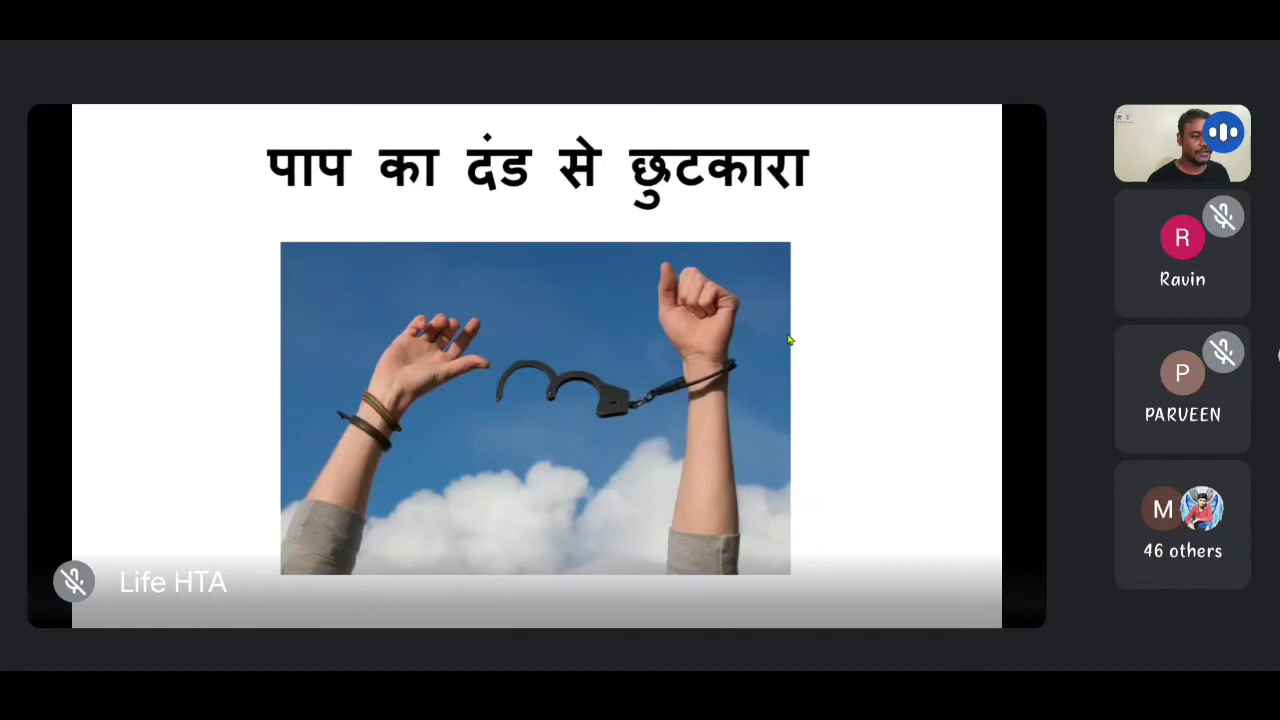 पाप का दंड से छुटकारा
Life HTA
R
Ravin
P
PARVEEN
M
46 others